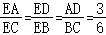 EA/EC = ED/EB = AD/BC = 3/6